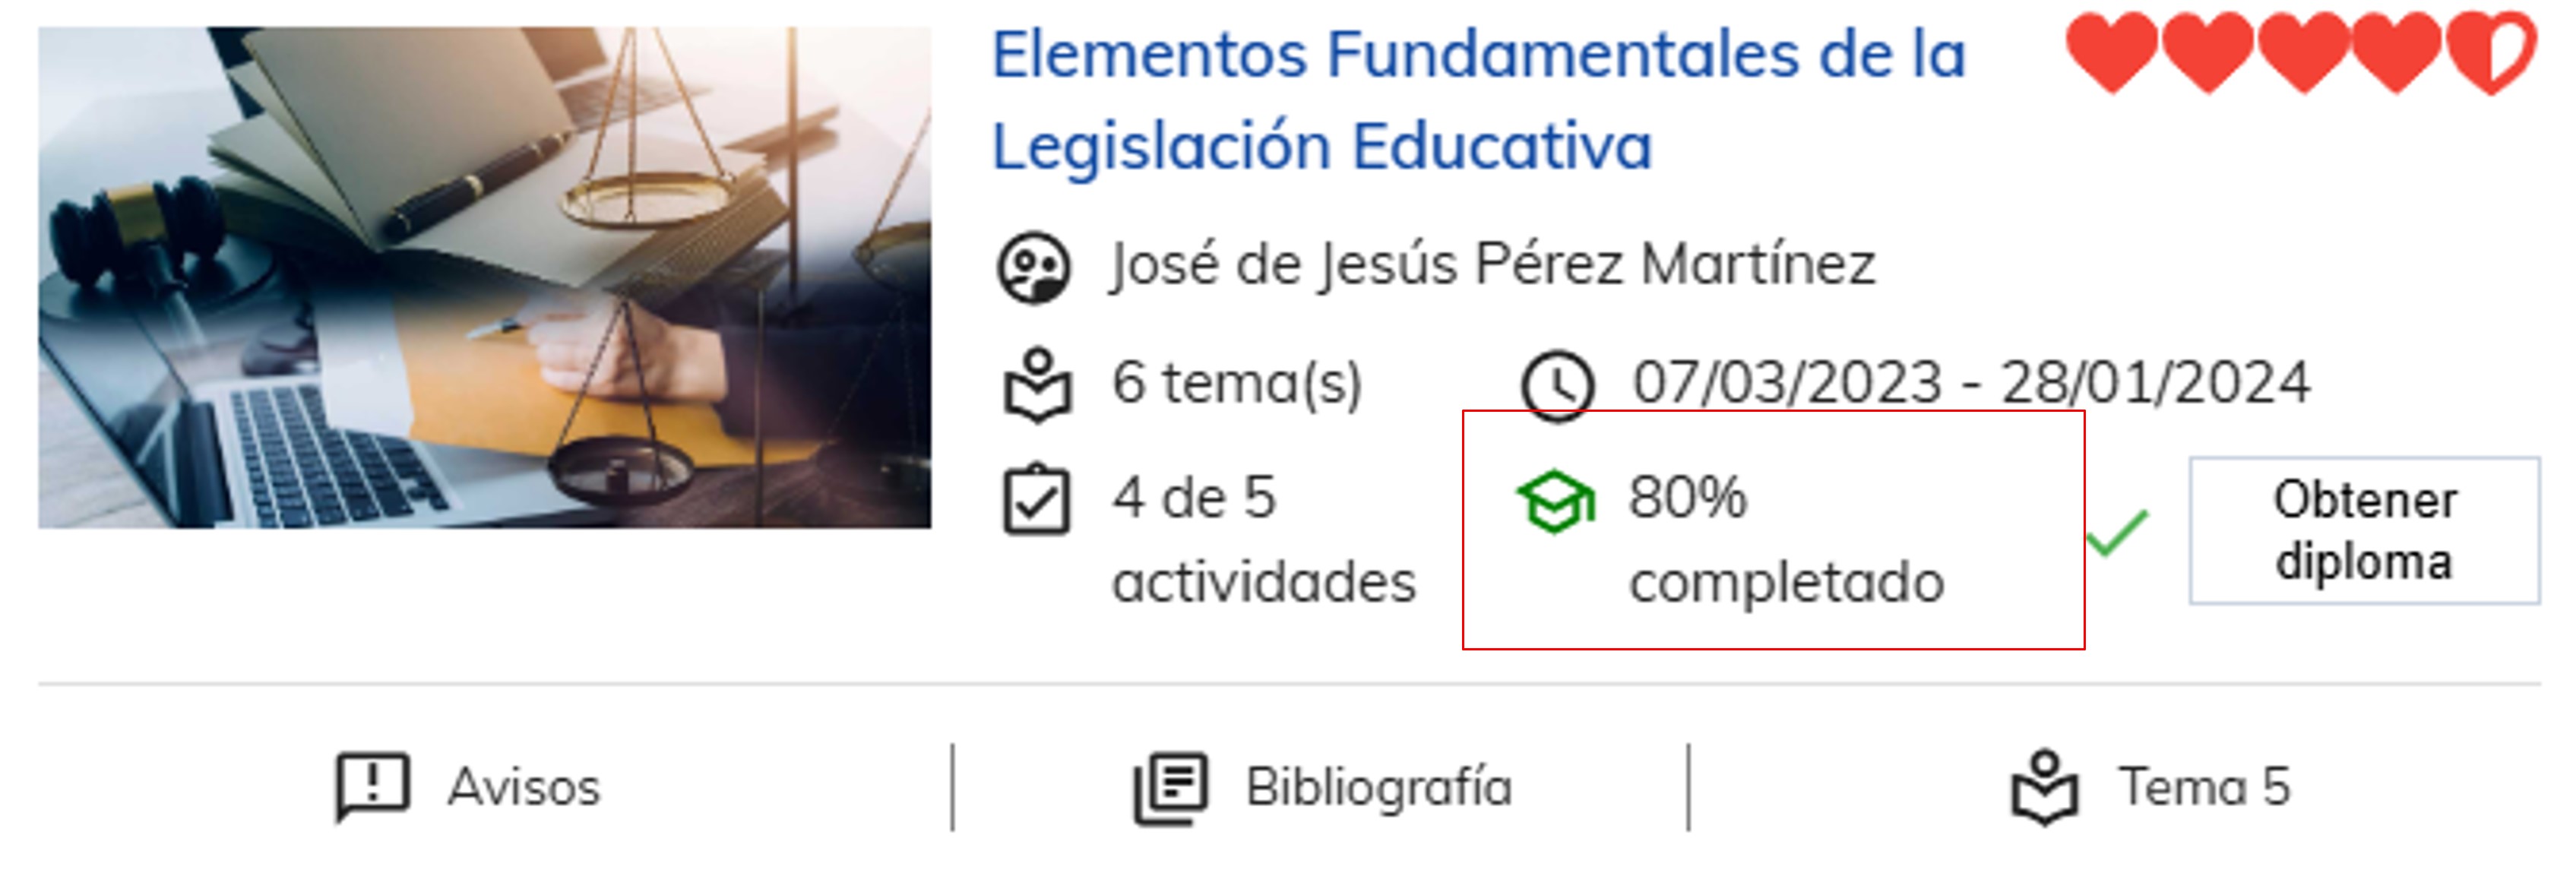 Elementos Fundamentales de la
Legislación Educativa
José de Jesús Pérez Martínez
6 tema(s)
07/03/2023 - 28/01/2024
4 de 5
actividades
80%
completado
Obtener
diploma
Avisos
Bibliografía
Tema 5